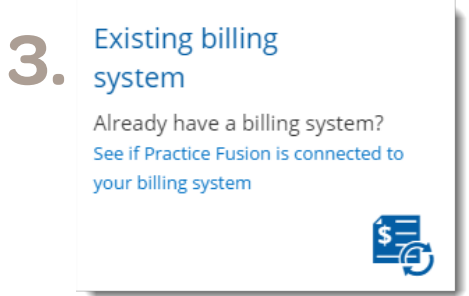 3.
Existing billing
system
Already have a billing system?
See if Practice Fusion is connected to
your billing system
$